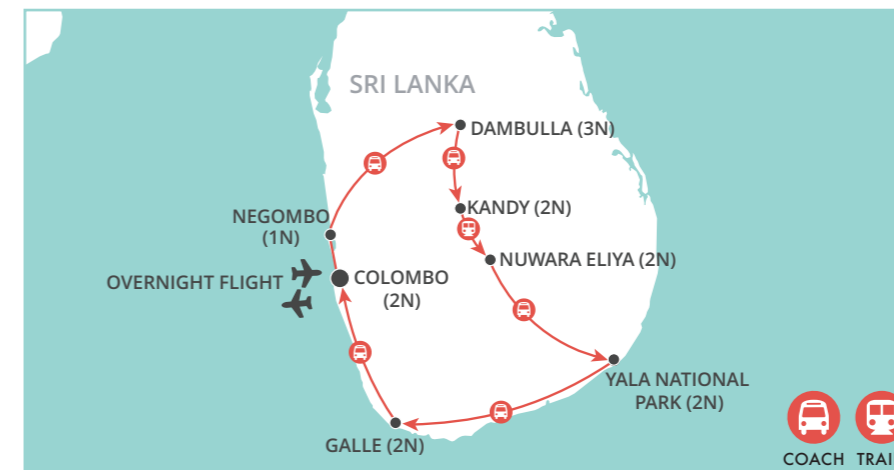 SRI LANKA
DAMBULLA (3N)
KANDY (2N)
NEGOMBO
(1N)
NUWARA ELIYA (2N)
OVERNIGHT FLIGHT
COLOMBO
(2N)
YALA NATIONAL
PARK (2N)
GALLE (2N)
COACH
TRAI